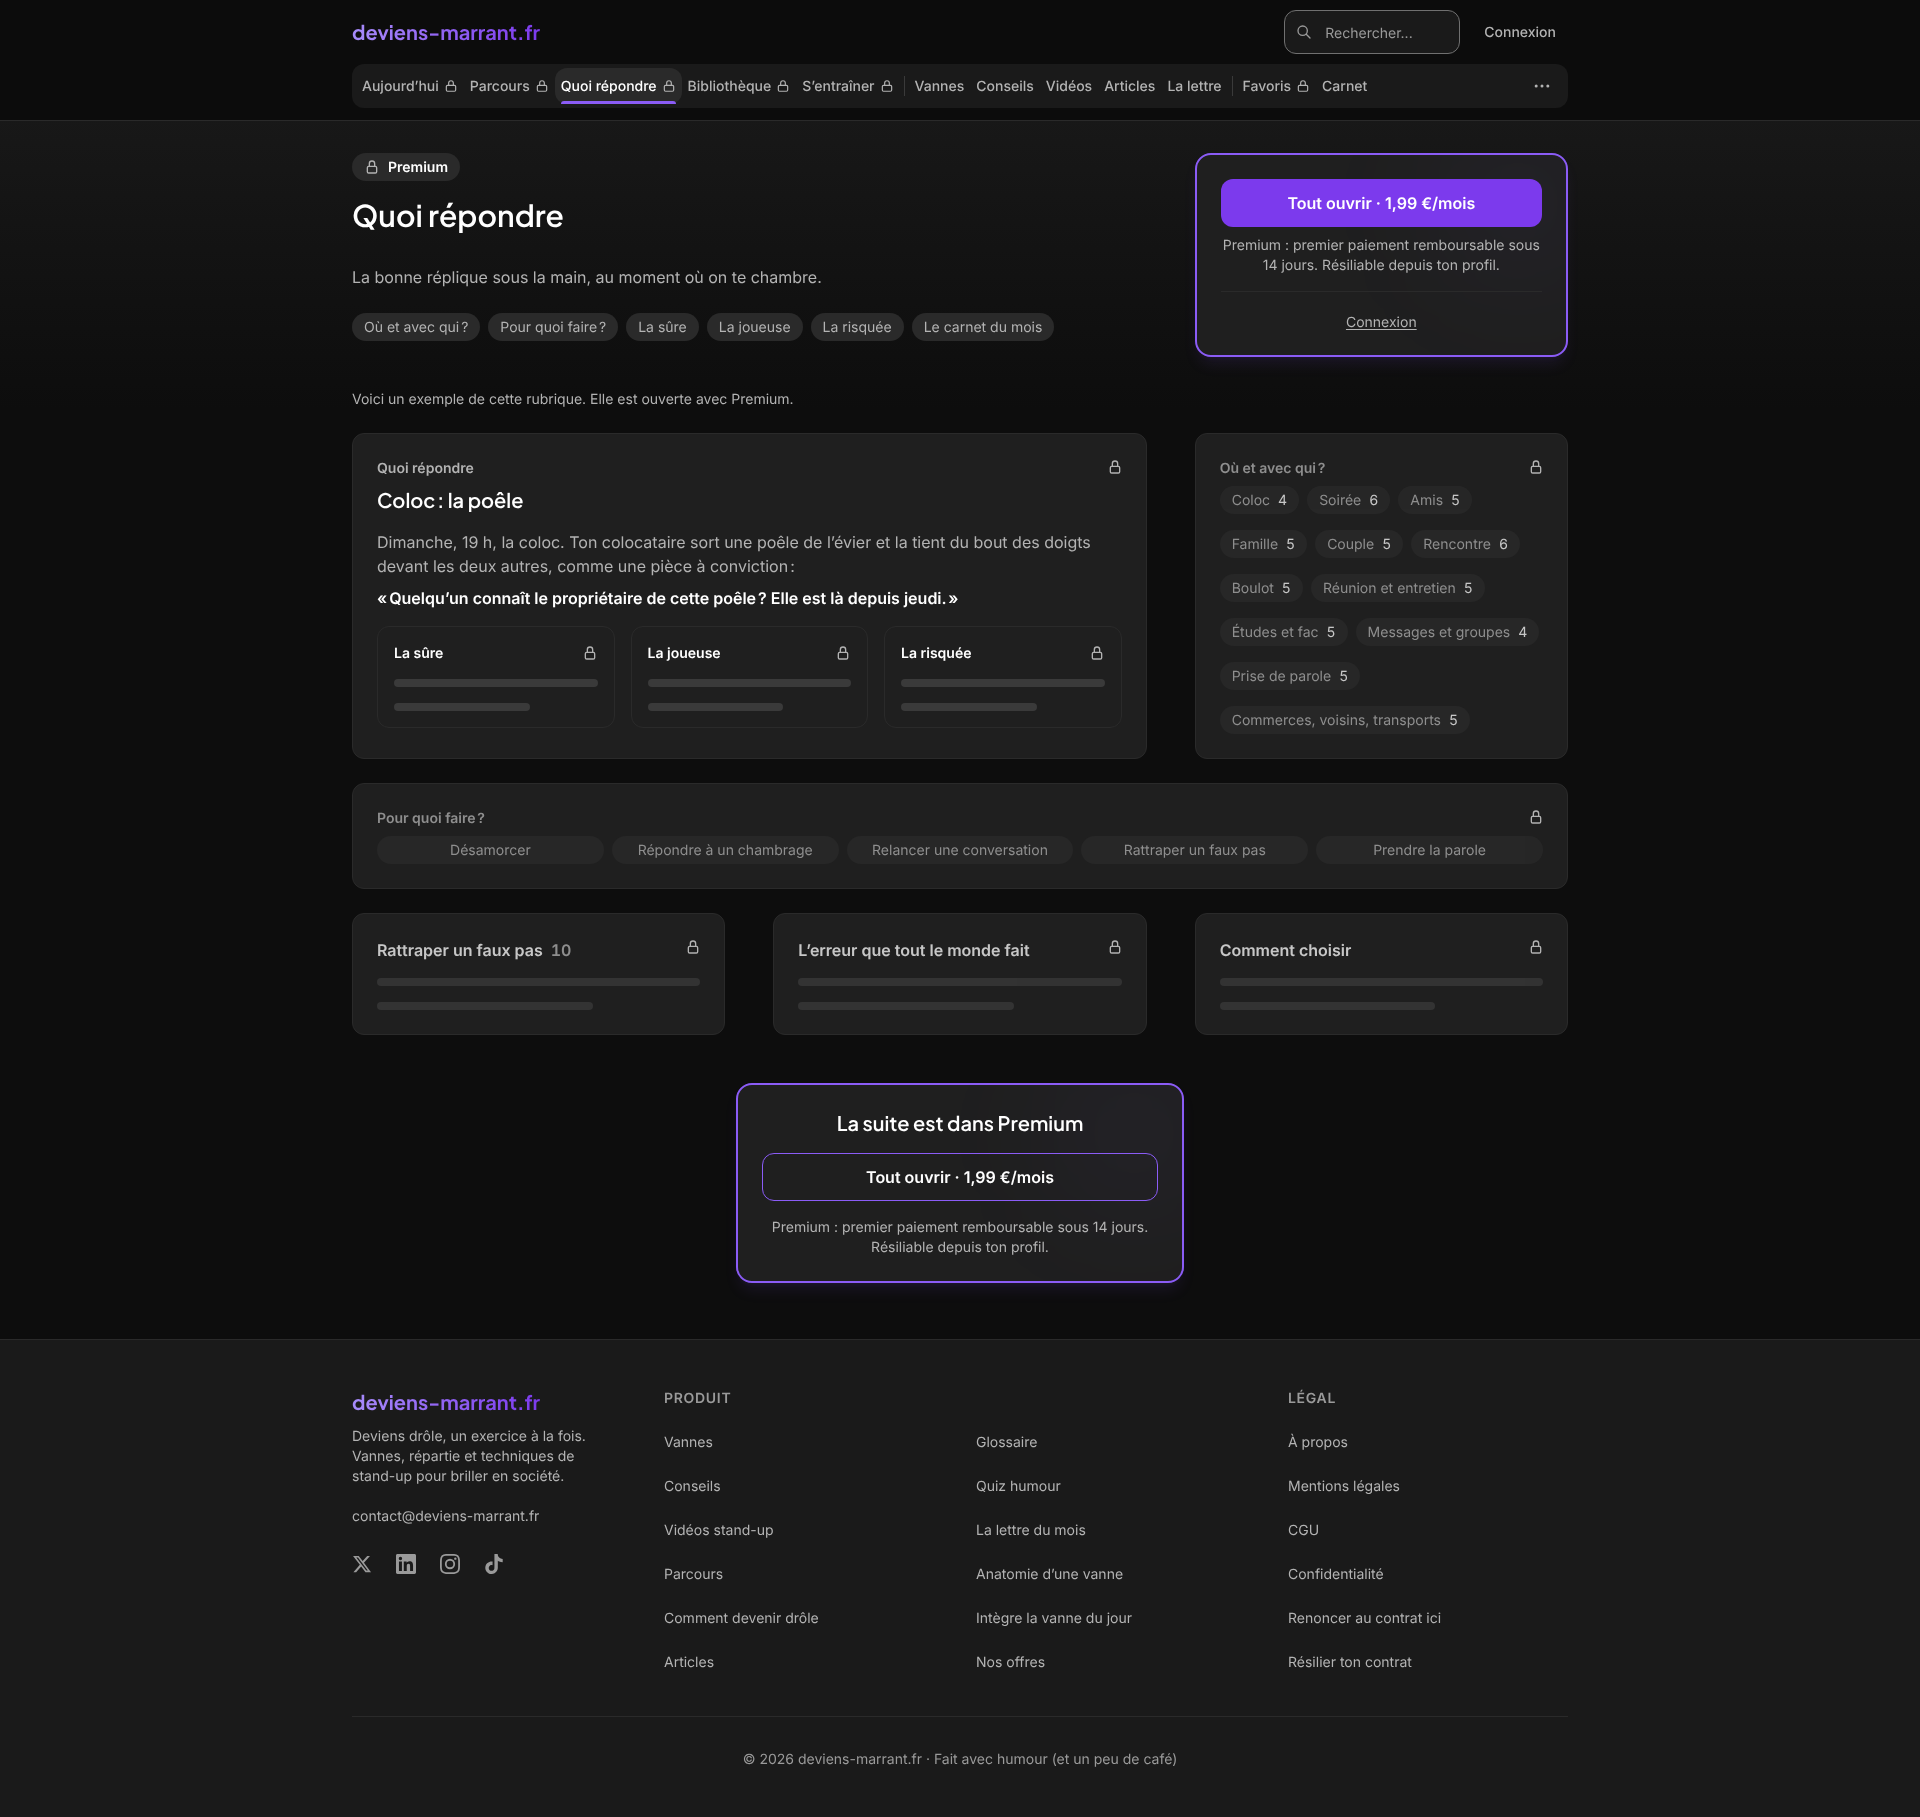 deviens-marrant.fr
Rechercher...
Connexion
Aujourd’hui
Parcours
Quoi répondre
Bibliothèque
S’entraîner
Vannes
Conseils
Vidéos
Articles
La lettre
Favoris
Carnet
Premium
Quoi répondre
La bonne réplique sous la main, au moment où on te chambre.
Où et avec qui ?
Pour quoi faire ?
La sûre
La joueuse
La risquée
Le carnet du mois
Tout ouvrir · 1,99 €/mois
Premium : premier paiement remboursable sous
14 jours. Résiliable depuis ton profil.
Connexion
Voici un exemple de cette rubrique. Elle est ouverte avec Premium.
Quoi répondre
Coloc : la poêle
Dimanche, 19 h, la coloc. Ton colocataire sort une poêle de l’évier et la tient du bout des doigts
devant les deux autres, comme une pièce à conviction :
« Quelqu’un connaît le propriétaire de cette poêle ? Elle est là depuis jeudi. »
La sûre
La joueuse
La risquée
Où et avec qui ?
Coloc 4
Soirée 6
Amis 5
Famille 5
Couple 5
Rencontre 6
Boulot 5
Réunion et entretien 5
Études et fac 5
Messages et groupes 4
Prise de parole 5
Commerces, voisins, transports 5
Pour quoi faire ?
Désamorcer
Répondre à un chambrage
Relancer une conversation
Rattraper un faux pas
Prendre la parole
Rattraper un faux pas 10
L’erreur que tout le monde fait
Comment choisir
La suite est dans Premium
Tout ouvrir · 1,99 €/mois
Premium : premier paiement remboursable sous 14 jours.
Résiliable depuis ton profil.
deviens-marrant.fr
Deviens drôle, un exercice à la fois.
Vannes, répartie et techniques de
stand-up pour briller en société.
contact@deviens-marrant.fr
PRODUIT
Vannes
Conseils
Vidéos stand-up
Parcours
Comment devenir drôle
Articles
Glossaire
Quiz humour
La lettre du mois
Anatomie d’une vanne
Intègre la vanne du jour
Nos offres
LÉGAL
À propos
Mentions légales
CGU
Confidentialité
Renoncer au contrat ici
Résilier ton contrat
© 2026 deviens-marrant.fr · Fait avec humour (et un peu de café)